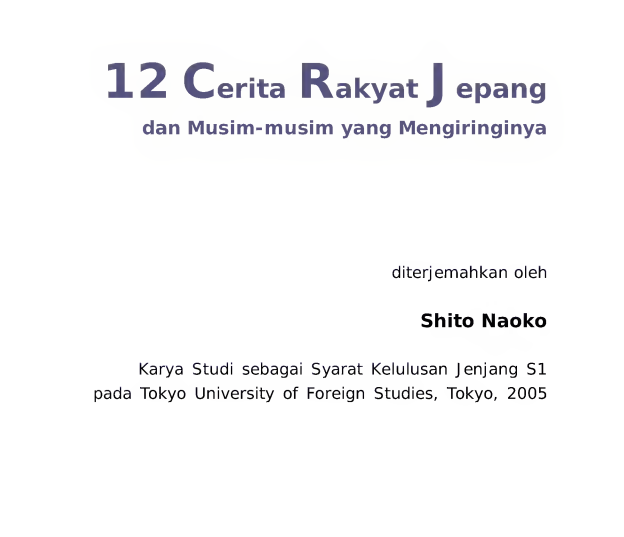 12 Cerita Rakyat Jepang
dan Musim-musim yang Mengiringinya
diterjemahkan oleh
Shito Naoko
Karya Studi sebagai Syarat Kelulusan Jenjang S1
pada Tokyo University of Foreign Studies, Tokyo, 2005